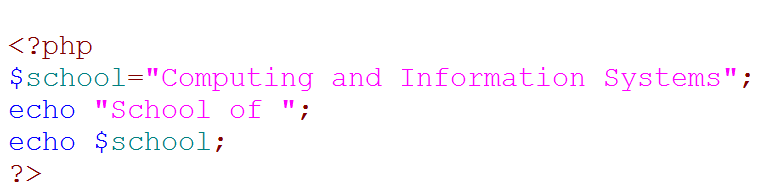 <?php
$school="Computing and Information Systems";
echo "School of ";
echo $school;
?>